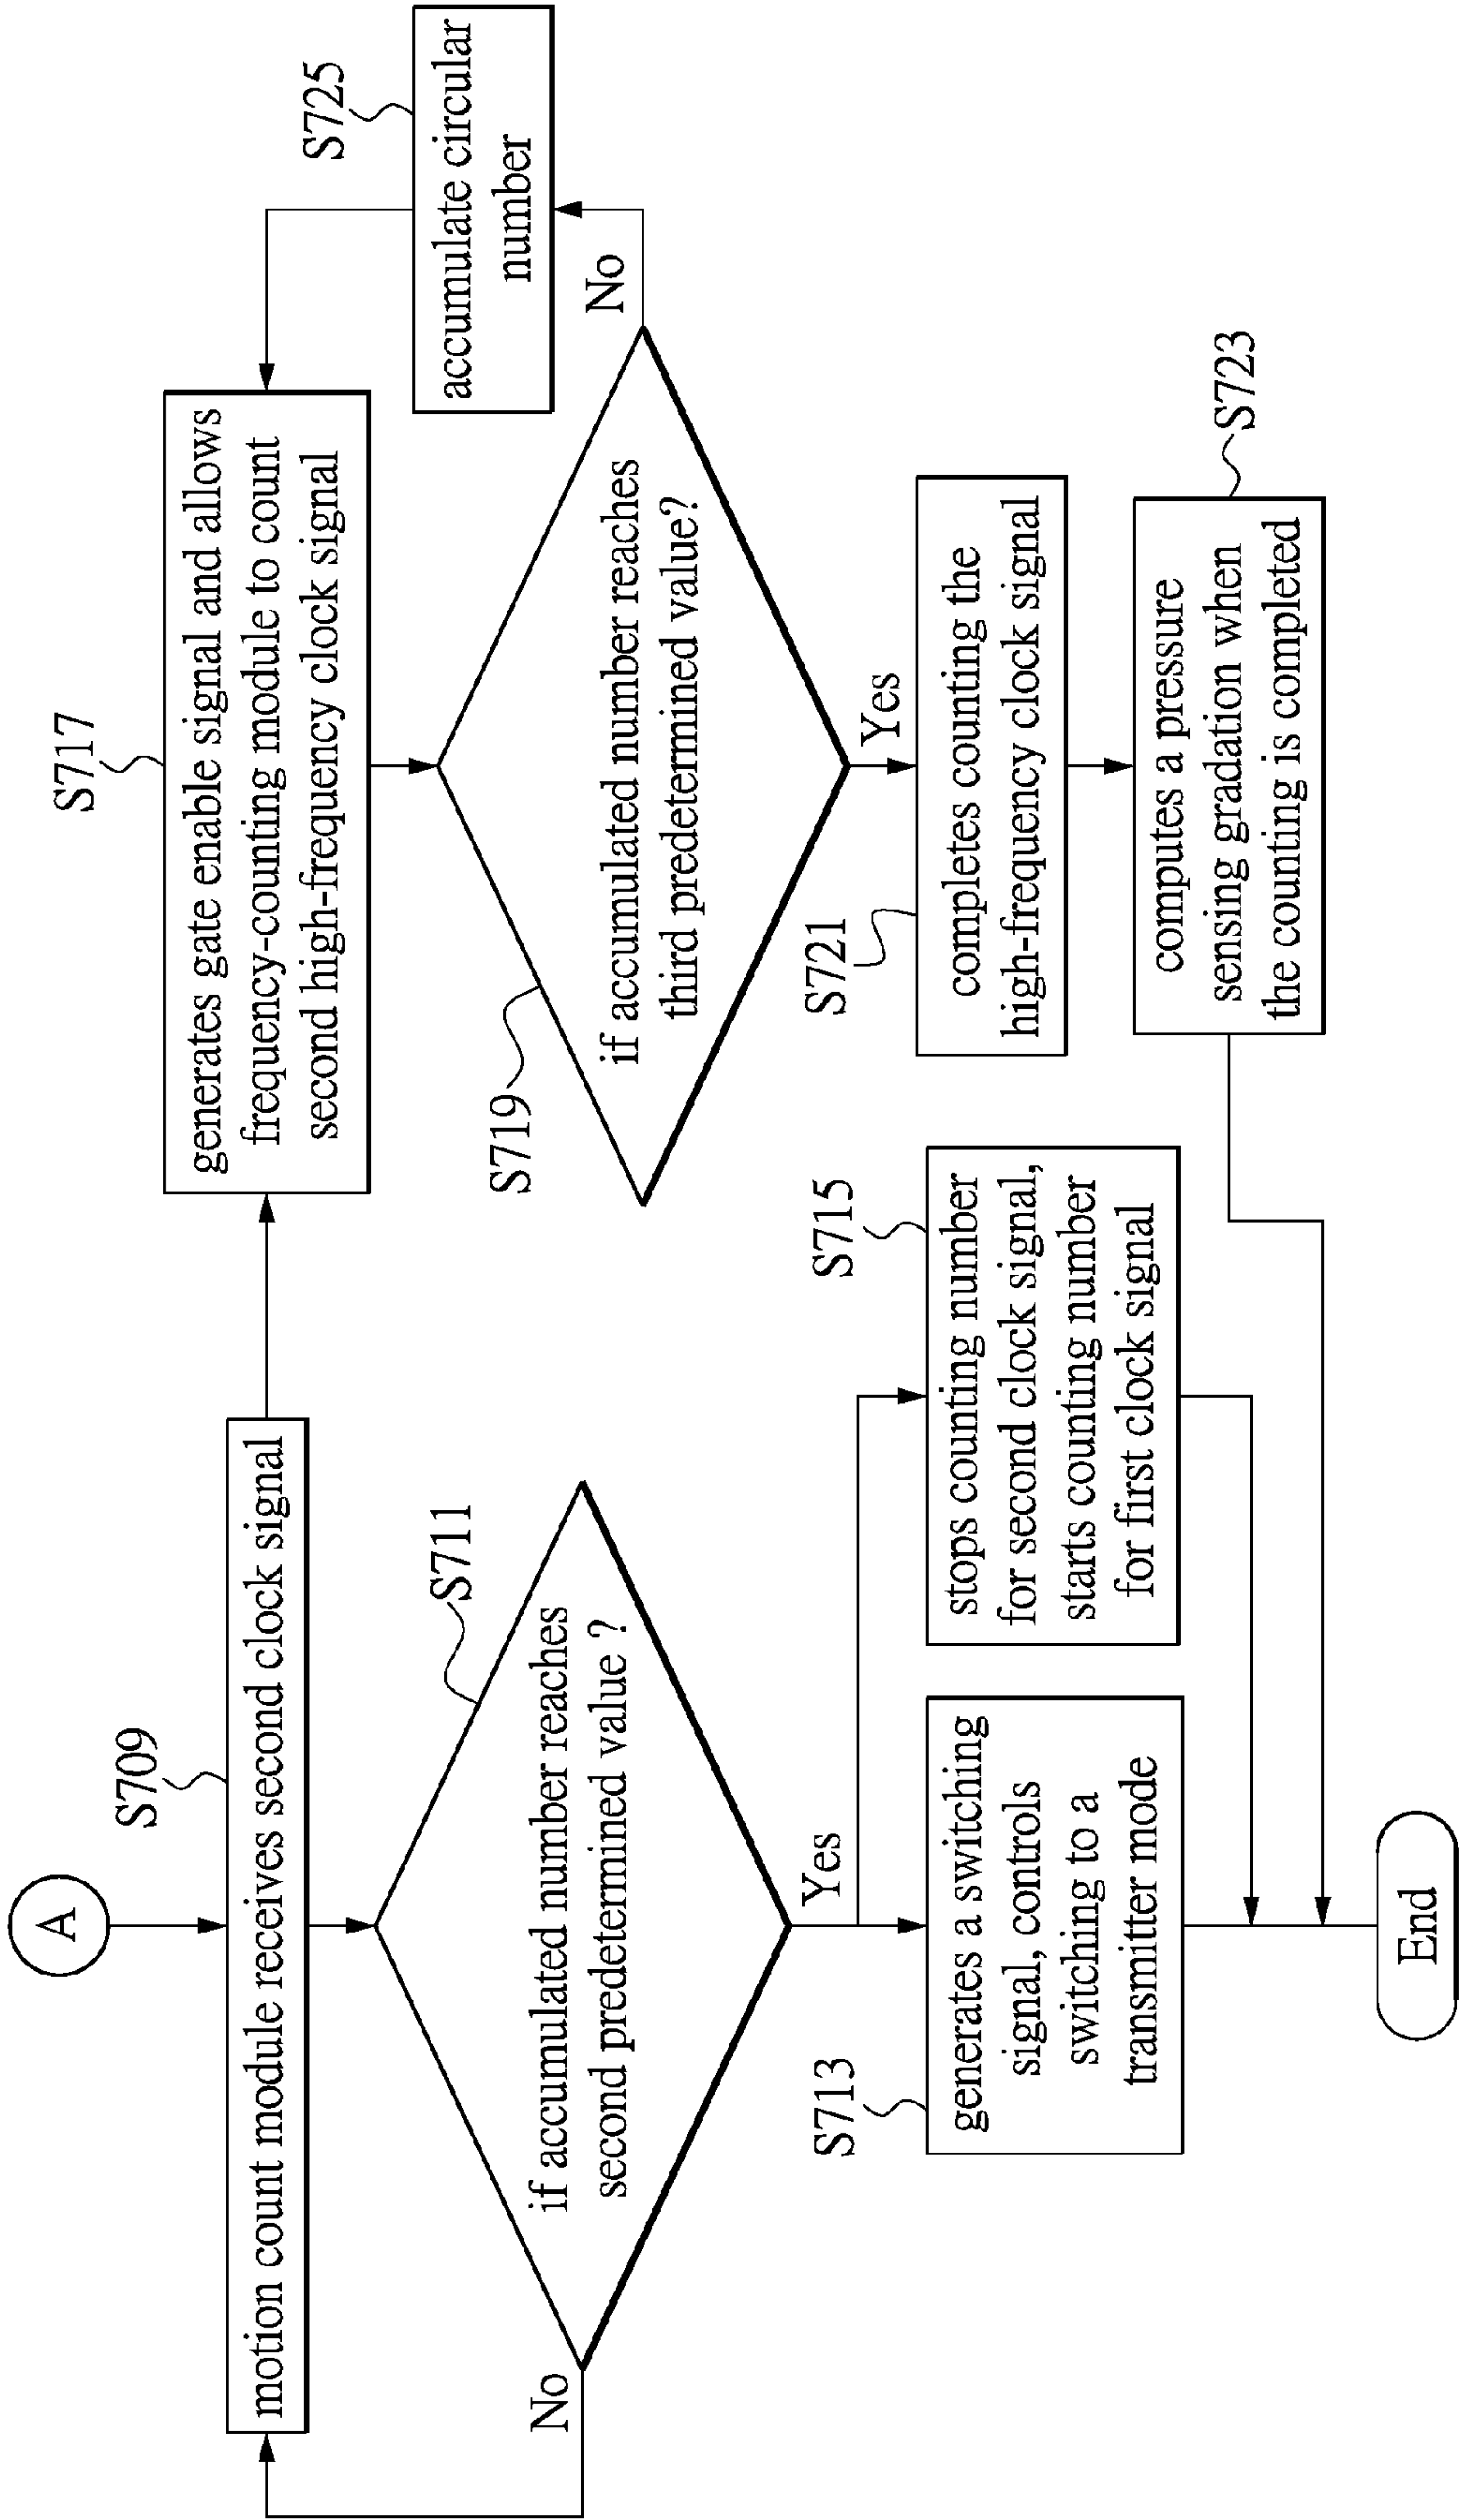 A
S709
motion count module receives second clock signal
S711
if accumulated number reaches
second predetermined value ?
No
Yes
S713
generates a switching
signal, controls
switching to a
transmitter mode
S715
stops counting number
for second clock signal,
starts counting number
for first clock signal
End
S717
generates gate enable signal and allows
frequency-counting module to count
second high-frequency clock signal
S719
if accumulated number reaches
third predetermined value?
No
S725
accumulate circular
number
Yes
S721
completes counting the
high-frequency clock signal
S723
computes a pressure
sensing gradation when
the counting is completed